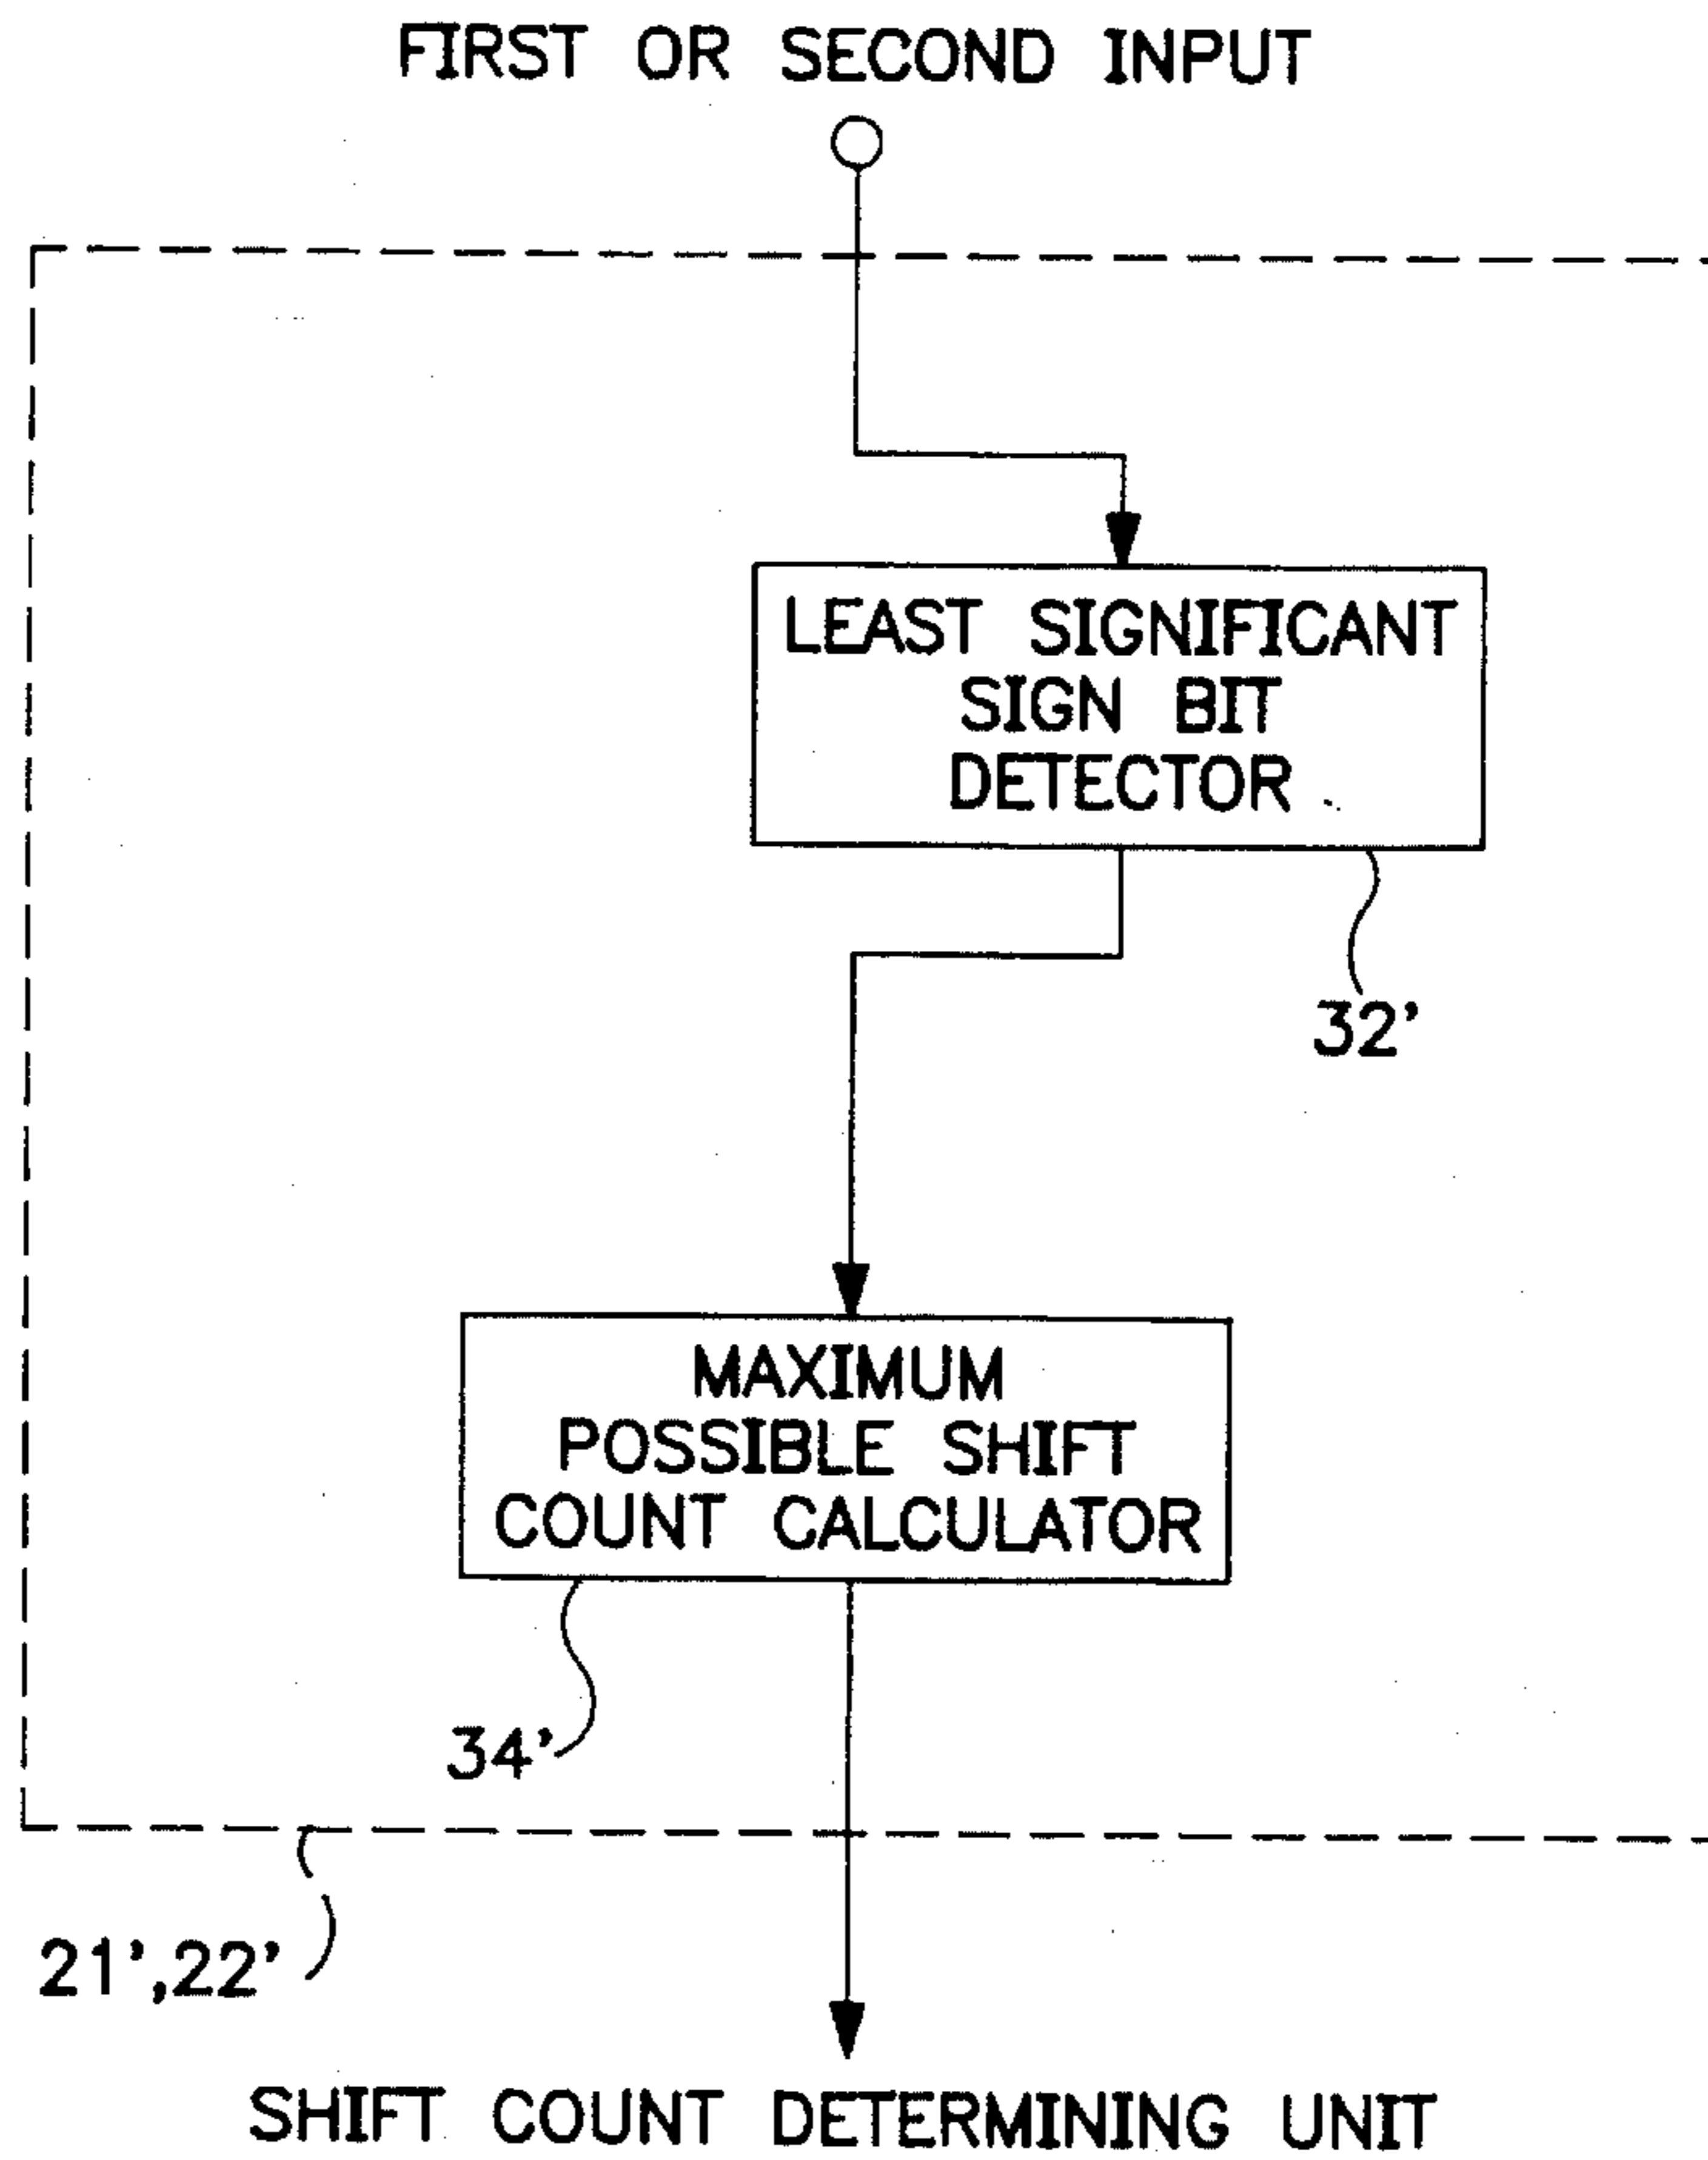 FIRST OR SECOND INPUT
LEAST SIGNIFICANT
SIGN BIT
DETECTOR
32'
MAXIMUM
POSSIBLE SHIFT
COUNT CALCULATOR
34'
21',22'
SHIFT COUNT DETERMINING UNIT